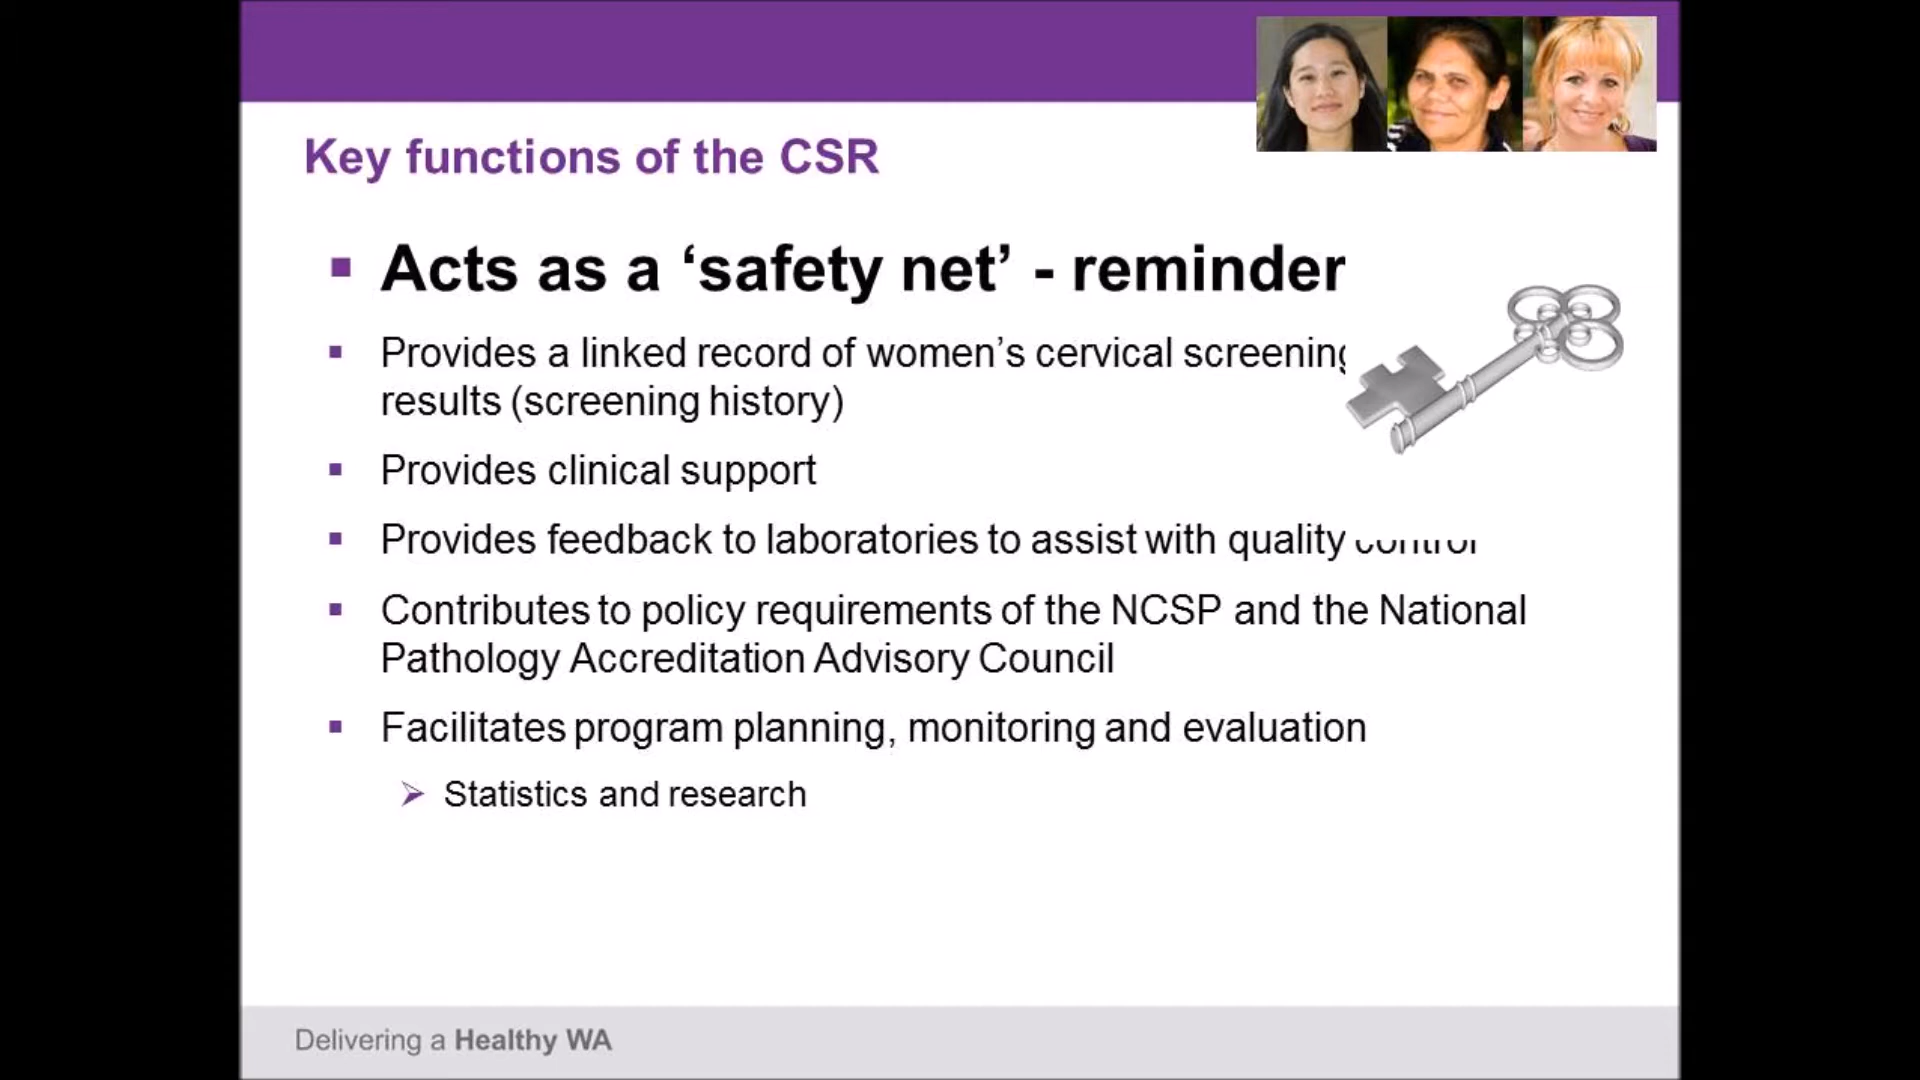 Key functions of the CSR
▪ Acts as a ‘safety net’ - reminder
▪ Provides a linked record of women’s cervical screening
results (screening history)
▪ Provides clinical support
▪ Provides feedback to laboratories to assist with quality control
▪ Contributes to policy requirements of the NCSP and the National
Pathology Accreditation Advisory Council
▪ Facilitates program planning, monitoring and evaluation
➢ Statistics and research
Delivering a Healthy WA